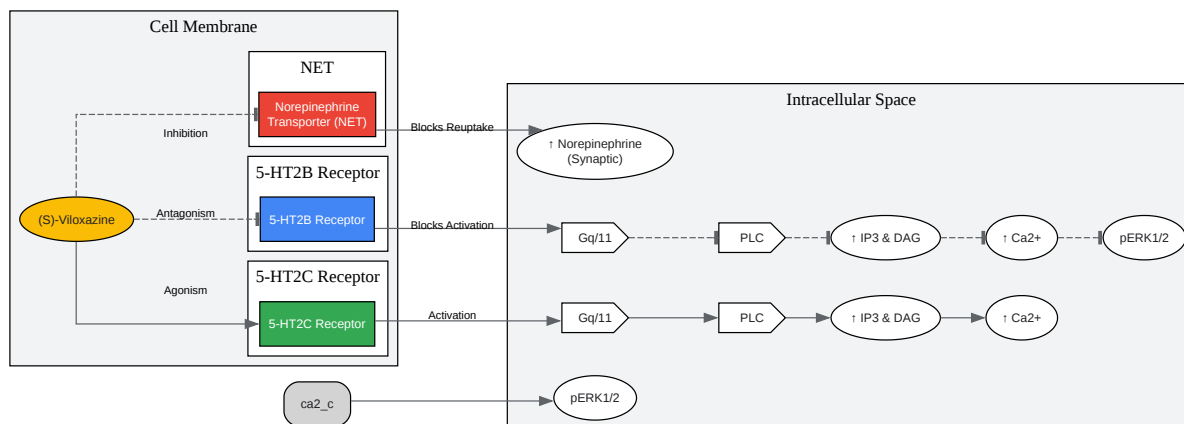 Cell Membrane
NET
Norepinephrine
Transporter (NET)
Inhibition
5-HT2B Receptor
5-HT2B Receptor
(S)-Viloxazine
Antagonism
5-HT2C Receptor
5-HT2C Receptor
Agonism
Blocks Reuptake
Blocks Activation
Activation
Intracellular Space
↑ Norepinephrine
(Synaptic)
Gq/11
PLC
↑ IP3 & DAG
↑ Ca2+
pERK1/2
Gq/11
PLC
↑ IP3 & DAG
↑ Ca2+
ca2_c
pERK1/2